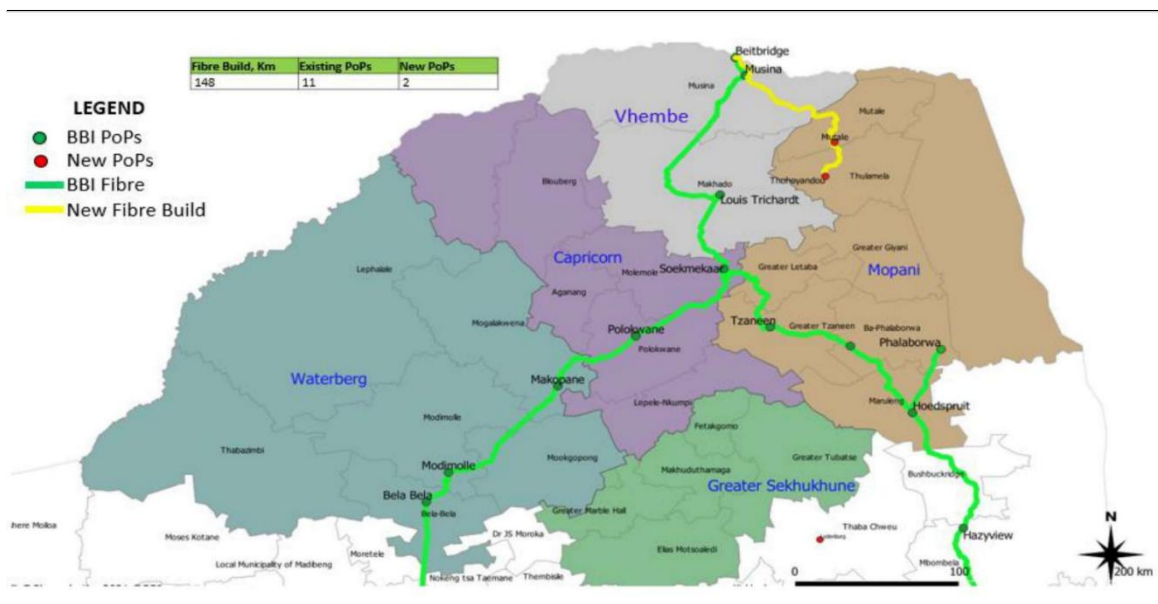 Beitbridge
Fibre Build, Km Existing PoPs New PoPs
148 11 2
Musina
Musina
LEGEND
Vhembe
Mutale
BBI PoPs
Mutale
New PoPs
Thohoyandou
Thulamela
BBI Fibre
Blouberg
Makhado
New Fibre Build
Louis Trichardt
Greater Giyani
Capricorn
Lephalale
Molemole
Soekmekaar
Greater Letaba
Mopani
Aganang
Mogalakwena
Tzaneen
Greater Tzaneen
Ba-Phalaborwa
Polokwane
Phalaborwa
Polokwane
Waterberg
Makopane
Maruleng
Hoedspruit
Lepele-Nkumpi
Modimolle
Fetakgomo
Thabazimbi
Mookgopong
Greater Tubatse
Modimolle
Makhuduthamaga
Bushbuckridge
Greater Sekhukhune
Bela Bela
Bela-Bela
Greater Marble Hall
here Moiloa
Thaba Chweu
Moses Kotane
Dr JS Moroka
Lydenburg
Hazyview
N
Elias Motsoaledi
Moretele
Local Municipality of Madibeng
Mbombela
Nokeng tsa Taemane
Thembisile
0 100 200 km